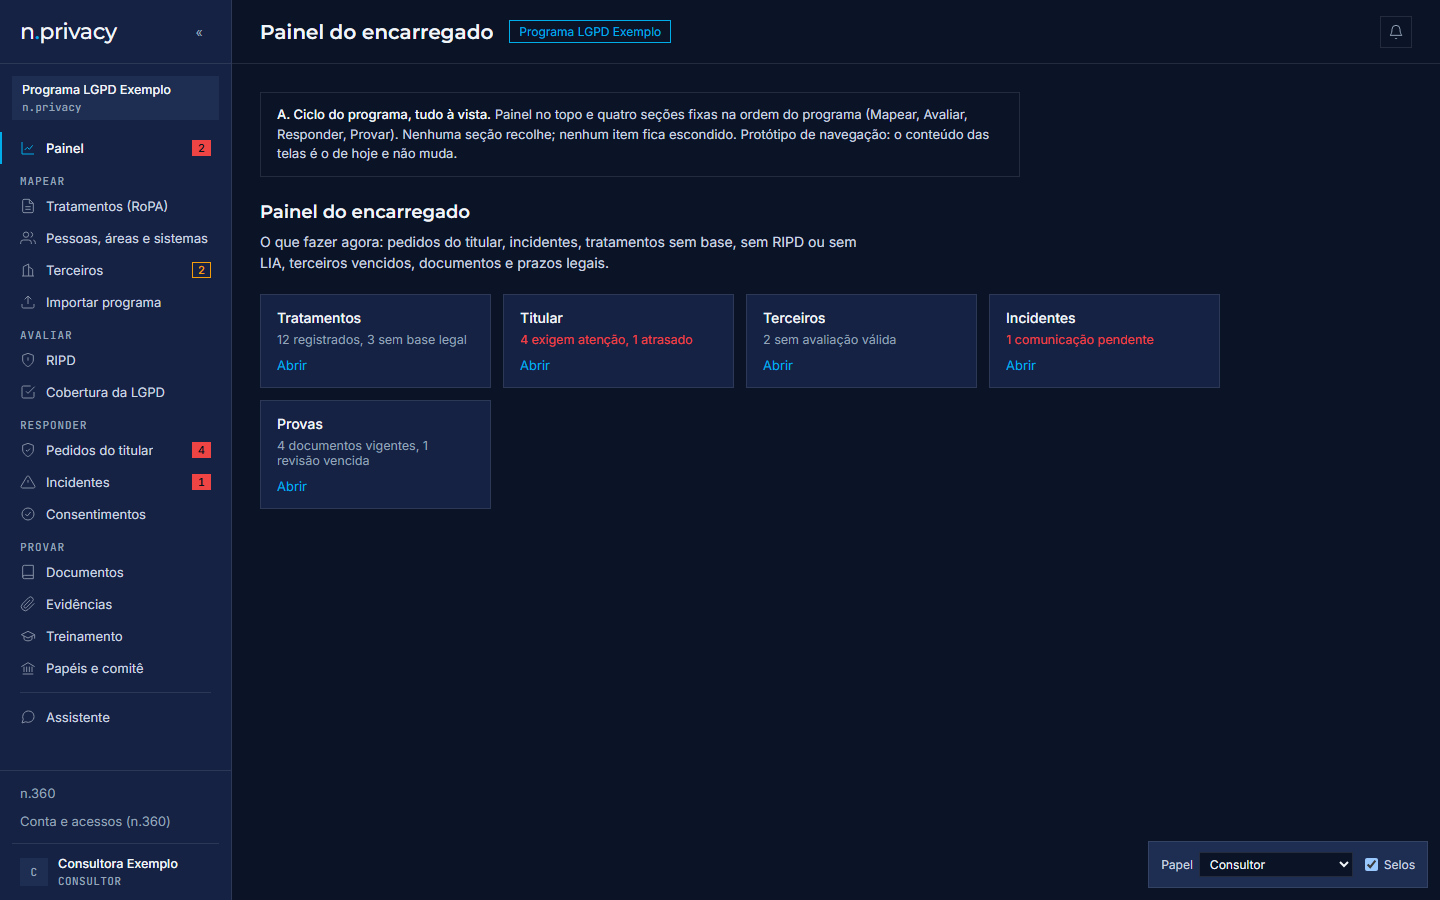 n.privacy «
Programa LGPD Exemplo
n.privacy
Painel 2
MAPEAR
Tratamentos (RoPA)
Pessoas, áreas e sistemas
Terceiros 2
Importar programa
AVALIAR
RIPD
Cobertura da LGPD
RESPONDER
Pedidos do titular 4
Incidentes 1
Consentimentos
PROVAR
Documentos
Evidências
Treinamento
Papéis e comitê
Assistente
n.360
Conta e acessos (n.360)
C
Consultora Exemplo
CONSULTOR
Painel do encarregado Programa LGPD Exemplo
A. Ciclo do programa, tudo à vista. Painel no topo e quatro seções fixas na ordem do programa (Mapear, Avaliar,
Responder, Provar). Nenhuma seção recolhe; nenhum item fica escondido. Protótipo de navegação: o conteúdo das
telas é o de hoje e não muda.
Painel do encarregado
O que fazer agora: pedidos do titular, incidentes, tratamentos sem base, sem RIPD ou sem
LIA, terceiros vencidos, documentos e prazos legais.
Tratamentos
12 registrados, 3 sem base legal
Abrir
Titular
4 exigem atenção, 1 atrasado
Abrir
Terceiros
2 sem avaliação válida
Abrir
Incidentes
1 comunicação pendente
Abrir
Provas
4 documentos vigentes, 1
revisão vencida
Abrir
Papel Consultor Selos